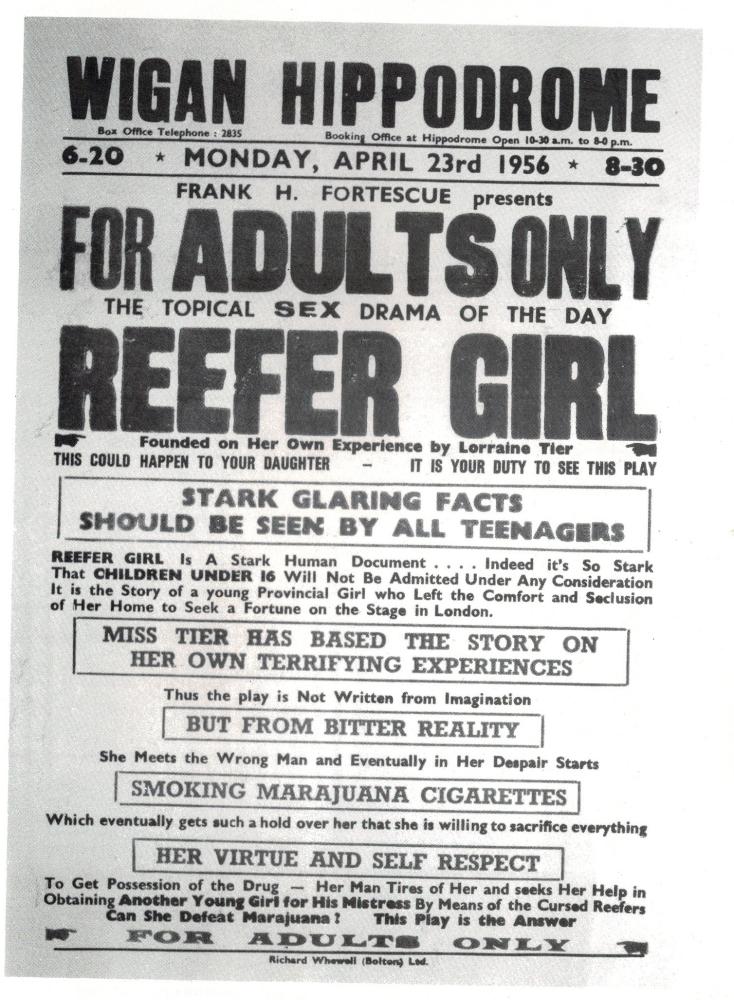 WIGAN HIPPODROME
Box Office Telephone : 2835 Booking Office at Hippodrome Open 10-30 a.m. to 8-0 p.m.
6-20 * MONDAY, APRIL 23rd 1956 * 8-30
FRANK H. FORTESCUE presents
FOR ADULTS ONLY
THE TOPICAL SEX DRAMA OF THE DAY
REEFER GIRL
Founded on Her Own Experience by Lorraine Tier
THIS COULD HAPPEN TO YOUR DAUGHTER – IT IS YOUR DUTY TO SEE THIS PLAY
STARK GLARING FACTS
SHOULD BE SEEN BY ALL TEENAGERS
REEFER GIRL Is A Stark Human Document . . . . Indeed it's So Stark
That CHILDREN UNDER 16 Will Not Be Admitted Under Any Consideration
It is the Story of a young Provincial Girl who Left the Comfort and Seclusion
of Her Home to Seek a Fortune on the Stage in London.
MISS TIER HAS BASED THE STORY ON
HER OWN TERRIFYING EXPERIENCES
Thus the play is Not Written from Imagination
BUT FROM BITTER REALITY
She Meets the Wrong Man and Eventually in Her Despair Starts
SMOKING MARAJUANA CIGARETTES
Which eventually gets such a hold over her that she is willing to sacrifice everything
HER VIRTUE AND SELF RESPECT
To Get Possession of the Drug — Her Man Tires of Her and seeks Her Help in
Obtaining Another Young Girl for His Mistress By Means of the Cursed Reefers
Can She Defeat Marajuana ? This Play is the Answer
FOR ADULTS ONLY
Richard Whewell (Bolton) Ltd.